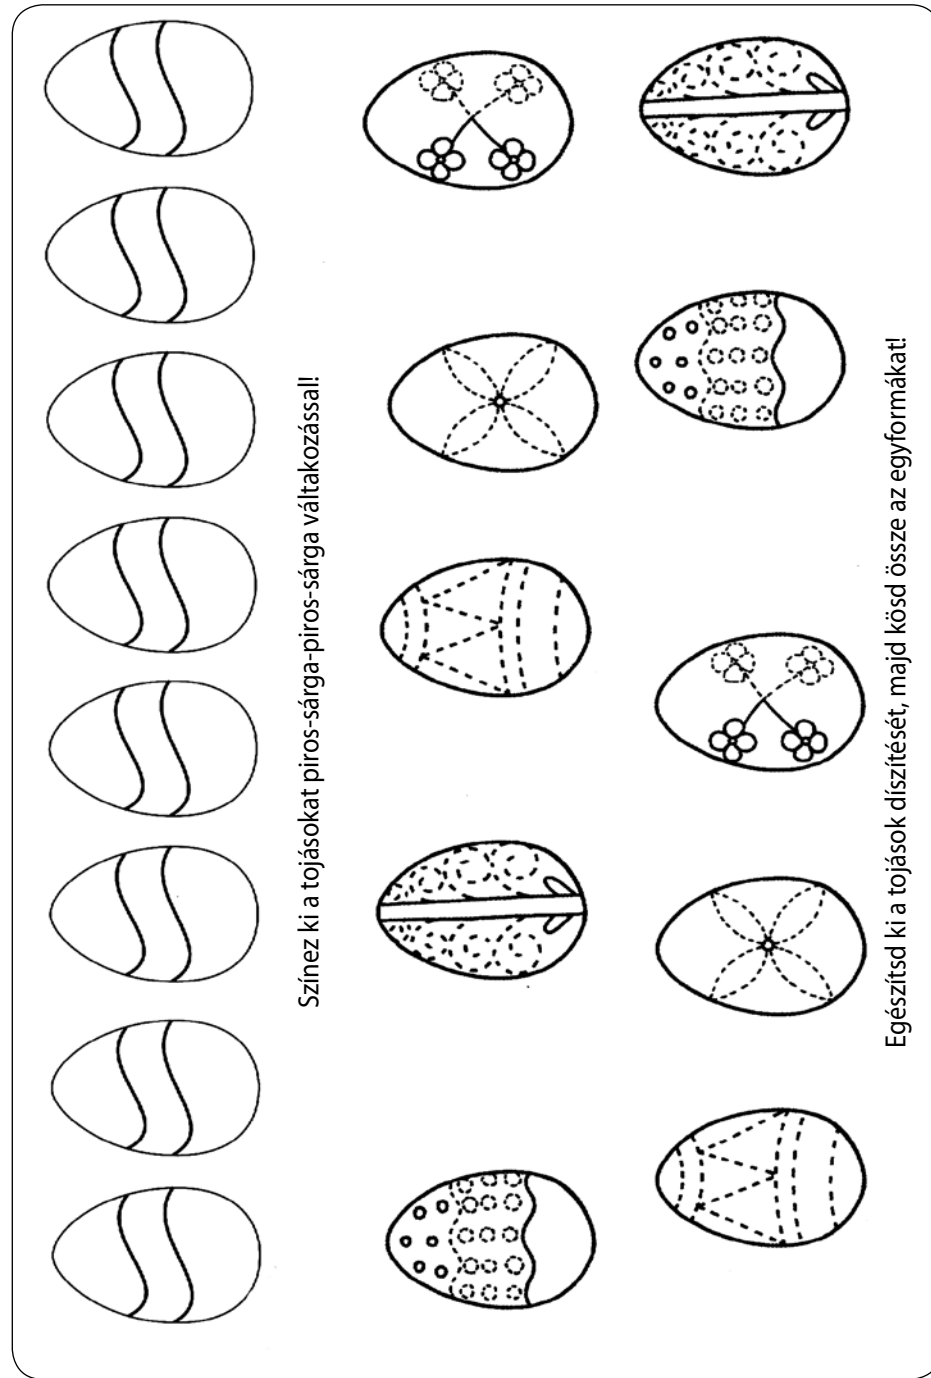 Színez ki a tojásokat piros-sárga-piros-sárga váltakozással!
Egészítsd ki a tojások díszítését, majd kösd össze az egyformákat!